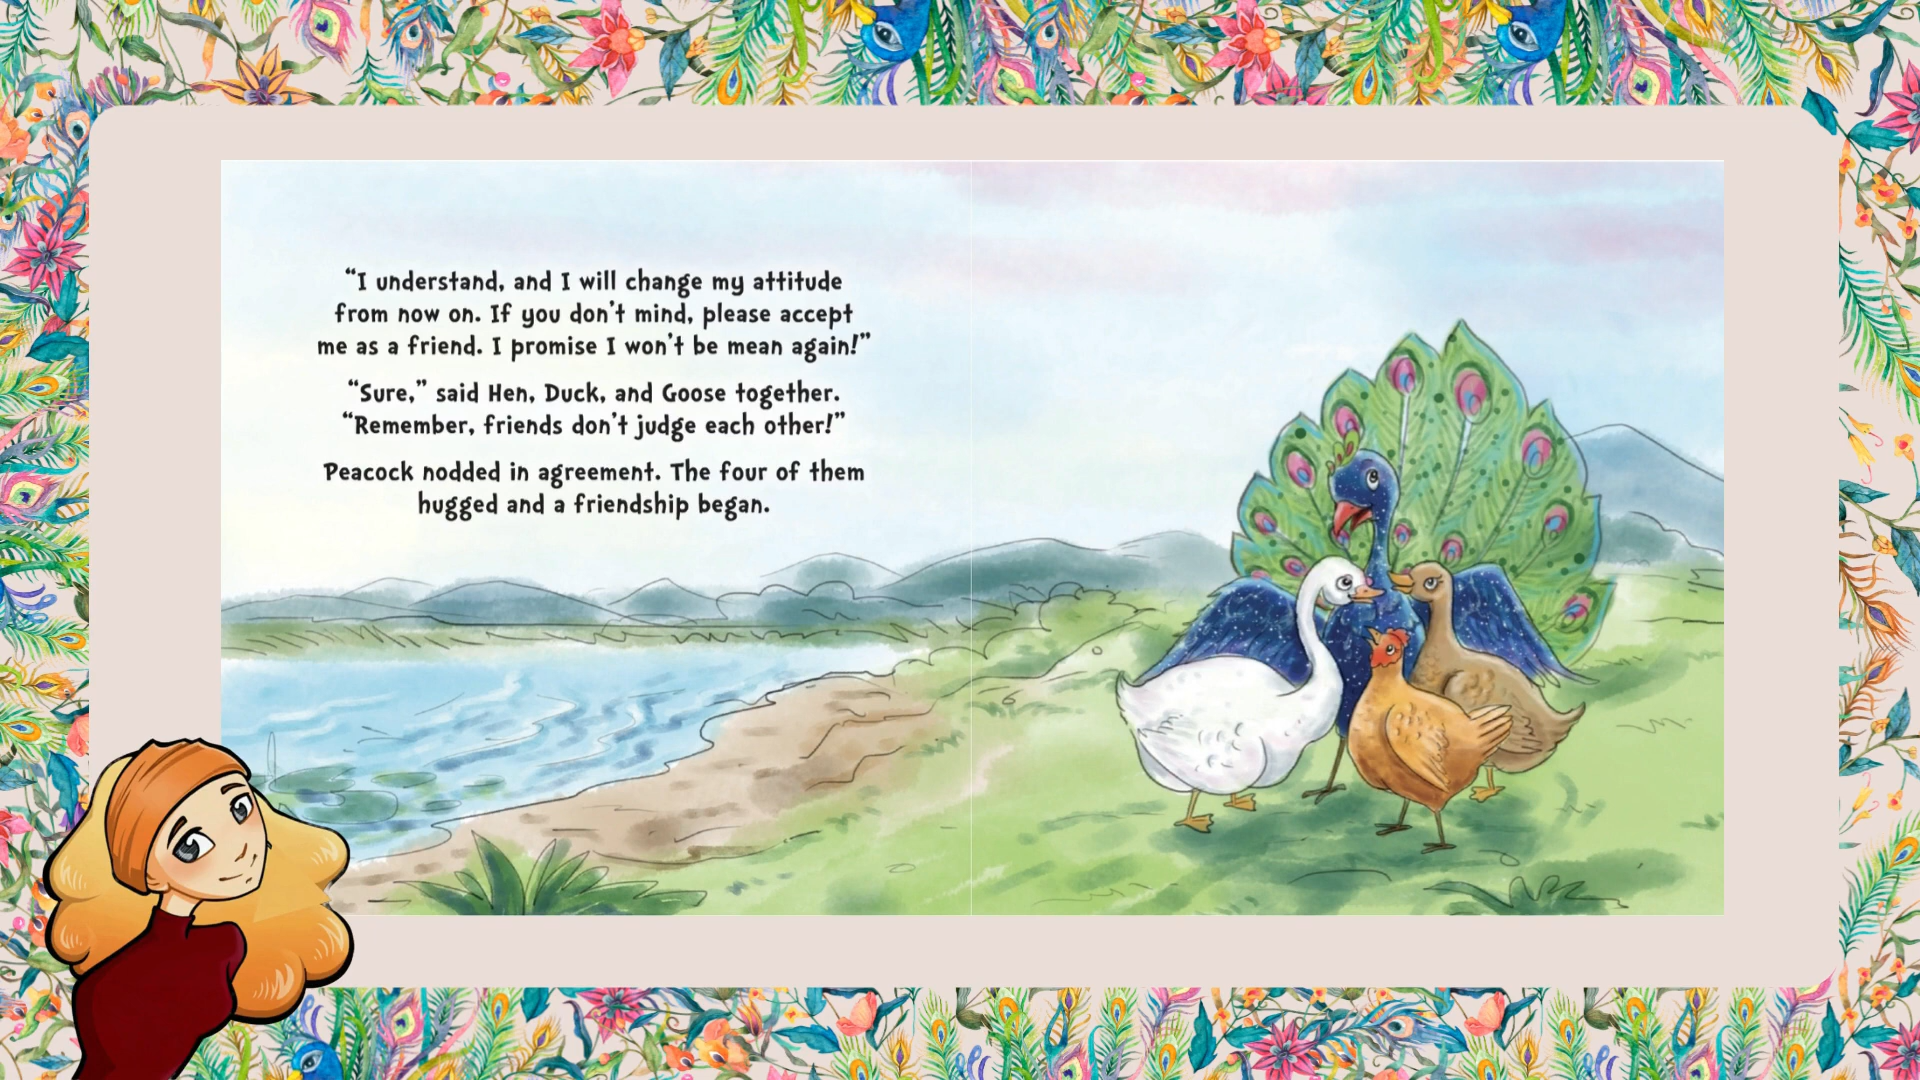 “I understand, and I will change my attitude
from now on. If you don’t mind, please accept
me as a friend. I promise I won’t be mean again!”
“Sure,” said Hen, Duck, and Goose together.
“Remember, friends don’t judge each other!”
Peacock nodded in agreement. The four of them
hugged and a friendship began.